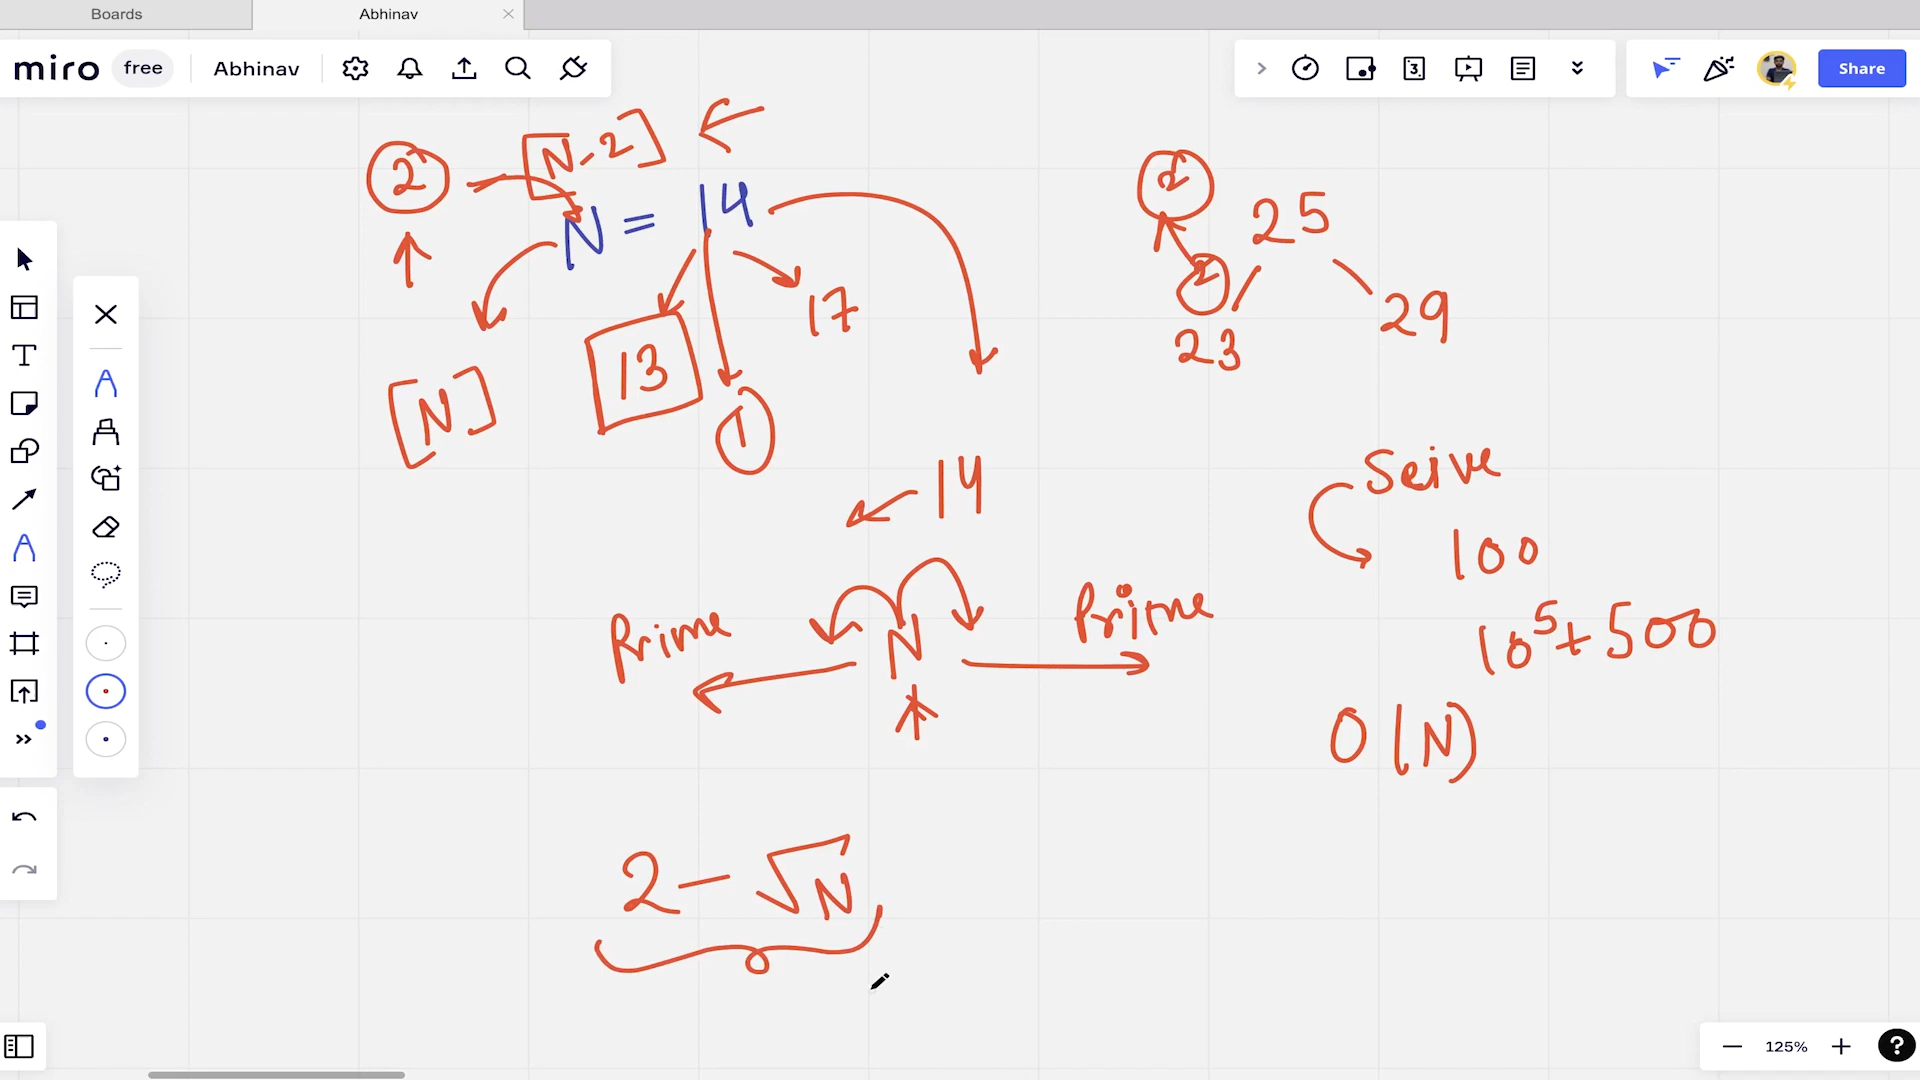 Boards Abhinav
miro free Abhinav
Share
2 [N-2]
N = 14
17
13
1
[N]
14
Prime N Prime
2 25
2
23 29
Seive
100
10^5 + 500
O(N)
2 - √N
125%